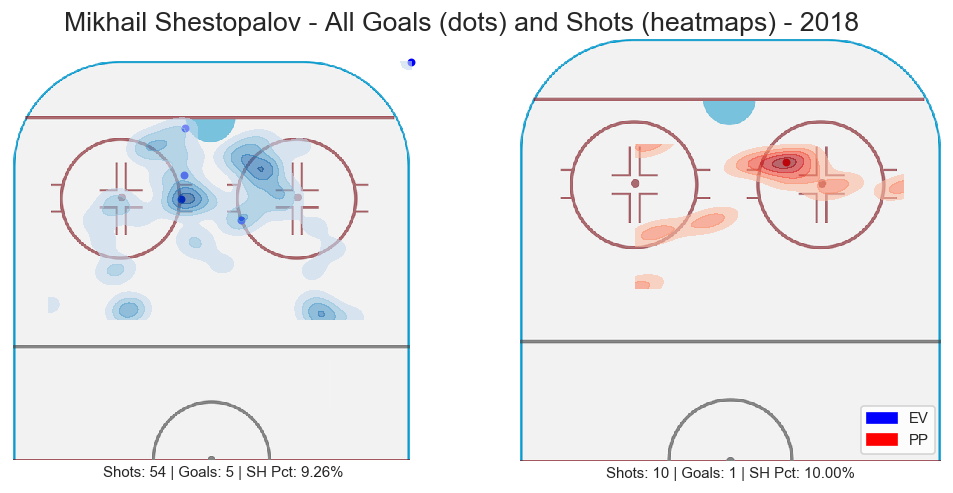 Mikhail Shestopalov - All Goals (dots) and Shots (heatmaps) - 2018
EV
PP
Shots: 54 | Goals: 5 | SH Pct: 9.26%
Shots: 10 | Goals: 1 | SH Pct: 10.00%